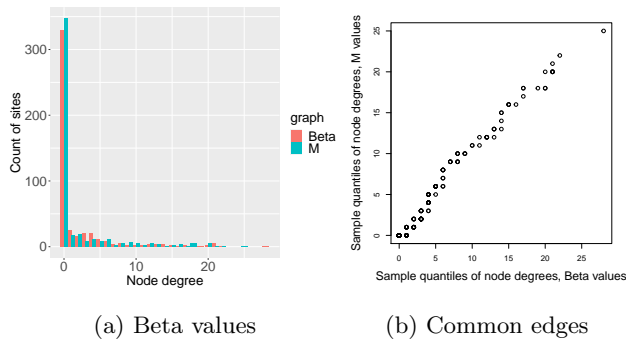 Count of sites
300
200
100
0
0
10
20
Node degree
graph
Beta
M
(a) Beta values
Sample quantiles of node degrees, M values
25
20
15
10
5
0
0
5
10
15
20
25
Sample quantiles of node degrees, Beta values
(b) Common edges